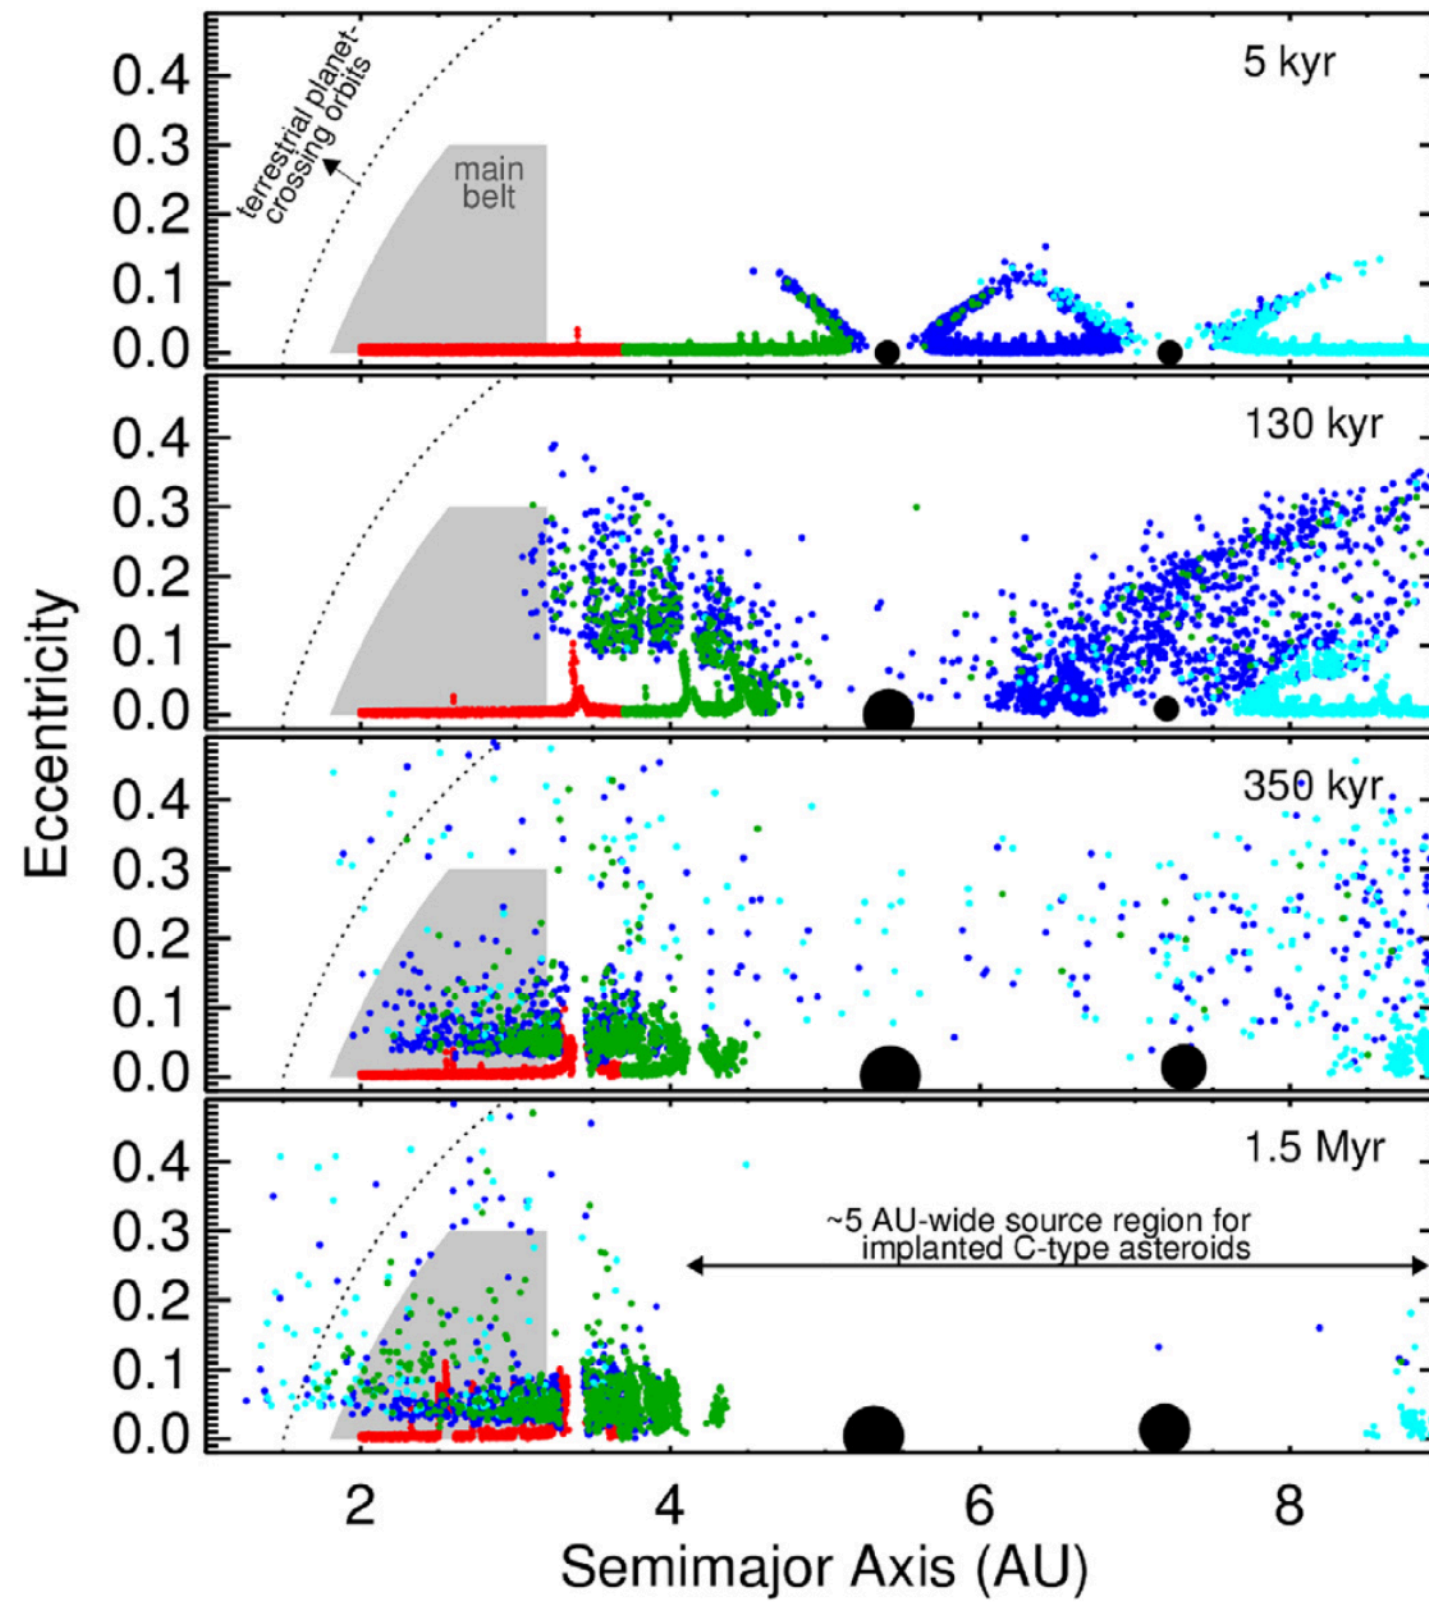 5 kyr
terrestrial planet-
crossing orbits
main
belt
0.4
0.3
0.2
0.1
0.0
130 kyr
0.4
0.3
0.2
0.1
0.0
Eccentricity
350 kyr
0.4
0.3
0.2
0.1
0.0
1.5 Myr
~5 AU-wide source region for
implanted C-type asteroids
0.4
0.3
0.2
0.1
0.0
2 4 6 8
Semimajor Axis (AU)